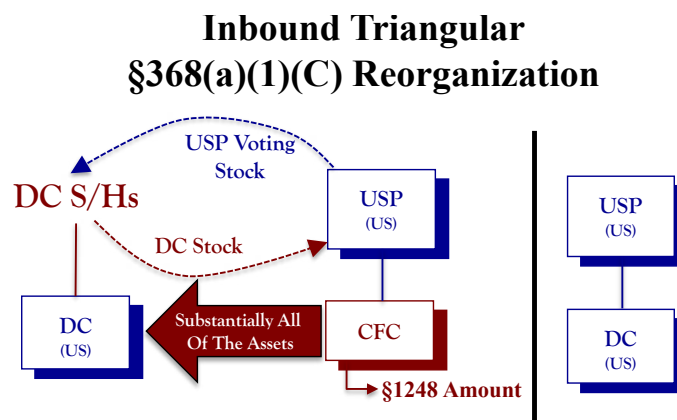 Inbound Triangular
§368(a)(1)(C) Reorganization
USP Voting
Stock
DC S/Hs
DC Stock
USP
(US)
DC
(US)
Substantially All
Of The Assets
CFC
§1248 Amount
USP
(US)
DC
(US)